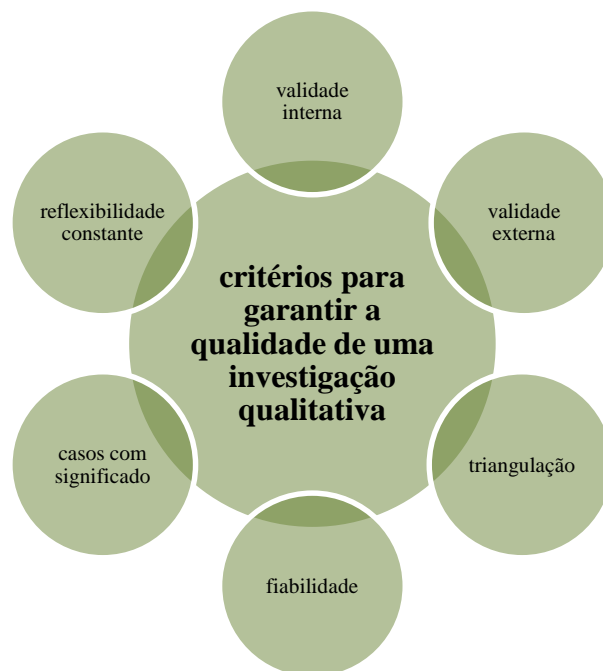 validade
interna
reflexibilidade
constante
validade
externa
critérios para
garantir a
qualidade de uma
investigação
qualitativa
casos com
significado
triangulação
fiabilidade